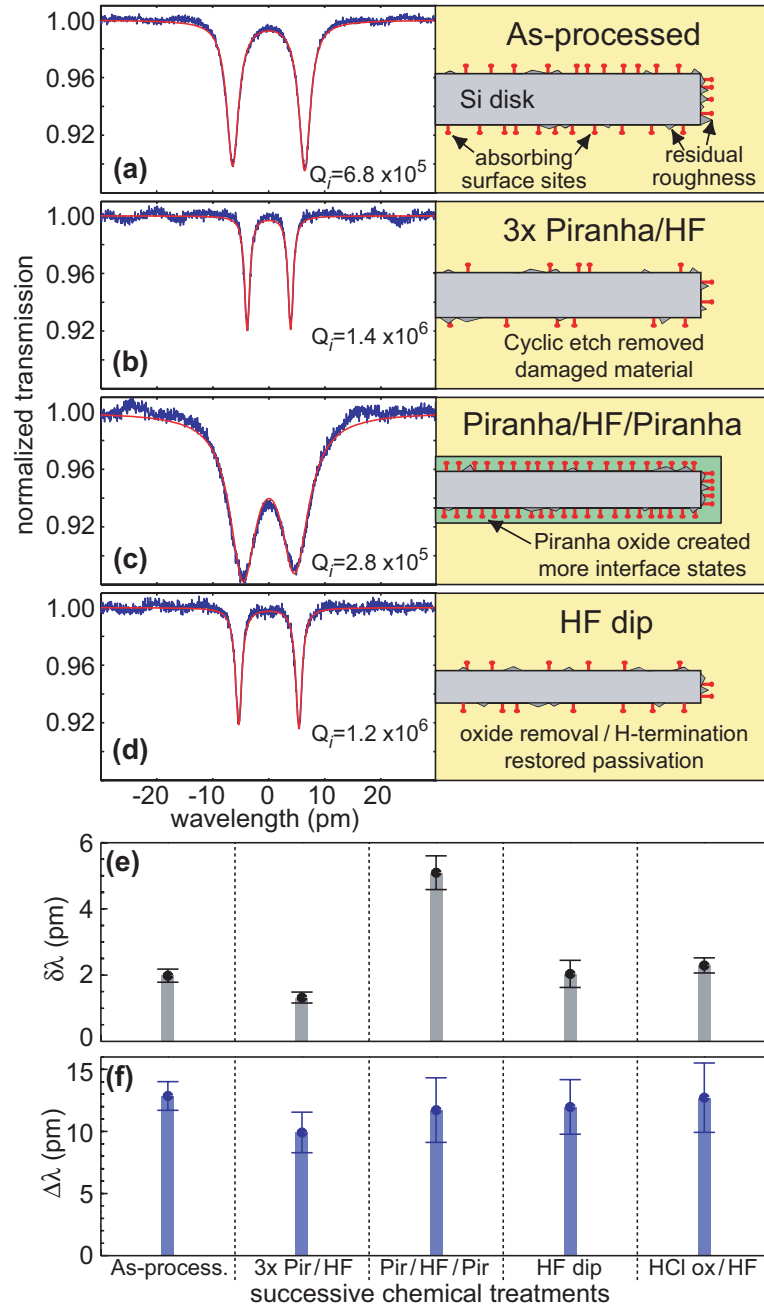 1.00
0.96
0.92
(a)
Q_i=6.8 x10^5
As-processed
Si disk
absorbing
surface sites
residual
roughness
normalized transmission
1.00
0.96
0.92
(b)
Q_i=1.4 x10^6
3x Piranha/HF
Cyclic etch removed
damaged material
1.00
0.96
0.92
(c)
Q_i=2.8 x10^5
Piranha/HF/Piranha
Piranha oxide created
more interface states
1.00
0.96
0.92
(d)
Q_i=1.2 x10^6
HF dip
oxide removal / H-termination
restored passivation
-20 -10 0 10 20
wavelength (pm)
(e)
δλ (pm)
6
4
2
0
(f)
Δλ (pm)
15
10
5
0
As-process. 3x Pir/HF Pir/HF/Pir HF dip HCl ox/HF
successive chemical treatments